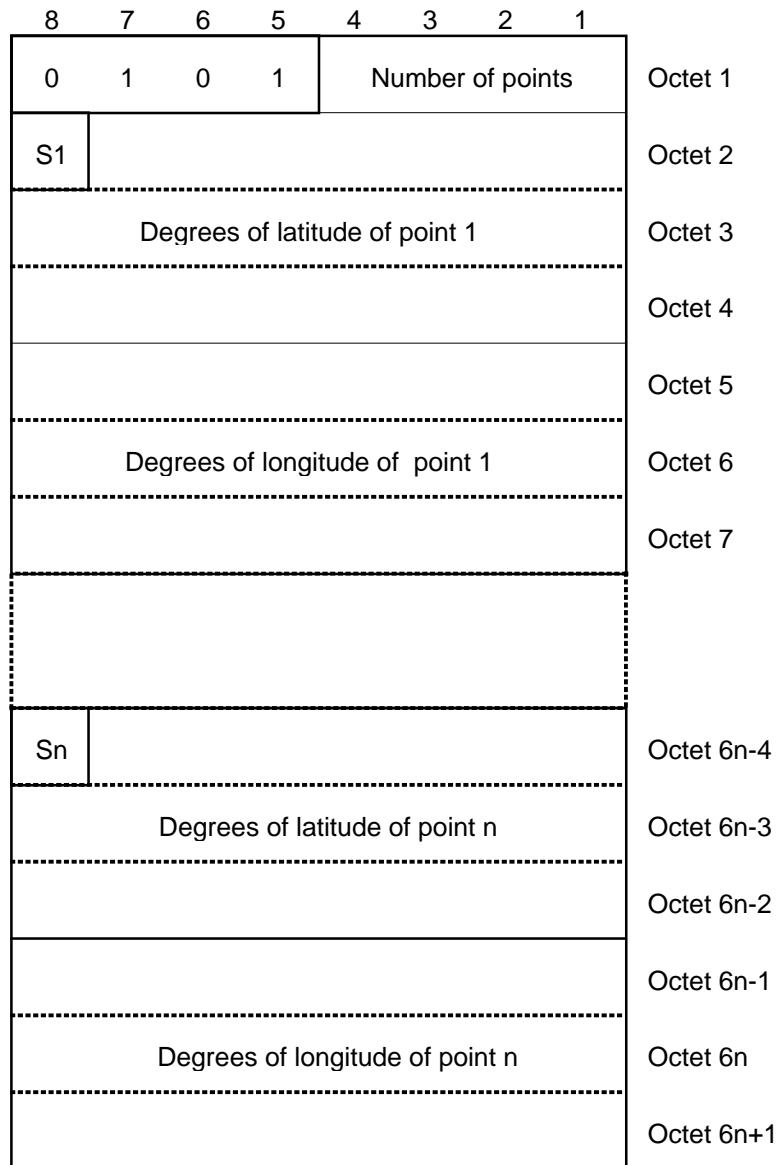 8 7 6 5 4 3 2 1
0 1 0 1 Number of points Octet 1
S1 Octet 2
Degrees of latitude of point 1 Octet 3
Octet 4
Octet 5
Degrees of longitude of point 1 Octet 6
Octet 7
Sn Octet 6n-4
Degrees of latitude of point n Octet 6n-3
Octet 6n-2
Octet 6n-1
Degrees of longitude of point n Octet 6n
Octet 6n+1